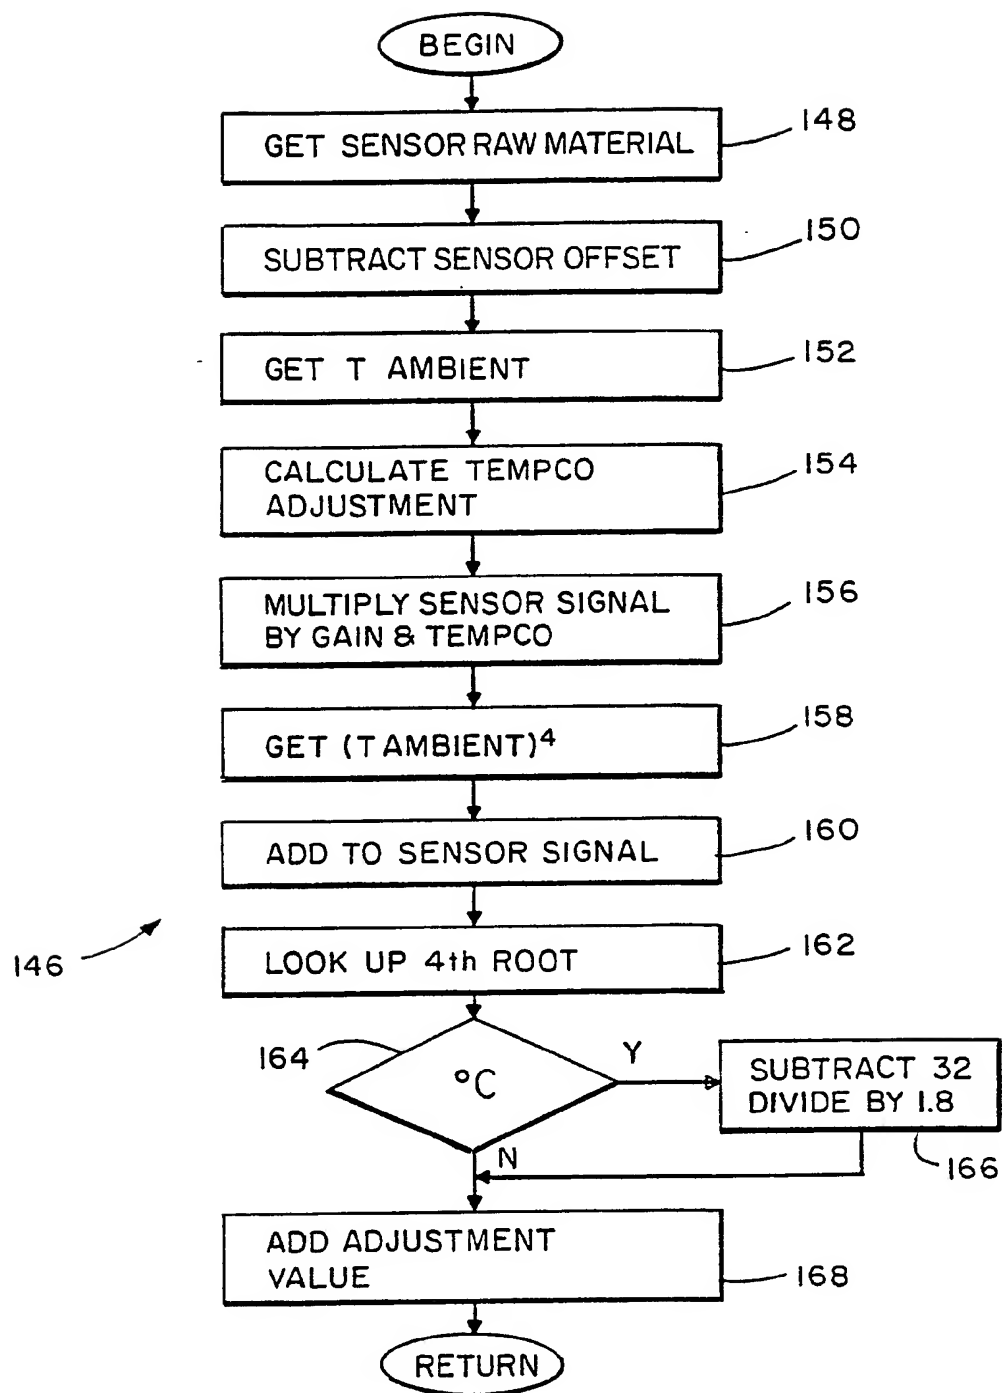 BEGIN
GET SENSOR RAW MATERIAL
148
SUBTRACT SENSOR OFFSET
150
GET T AMBIENT
152
CALCULATE TEMPCO
ADJUSTMENT
154
MULTIPLY SENSOR SIGNAL
BY GAIN & TEMPCO
156
GET (T AMBIENT)⁴
158
ADD TO SENSOR SIGNAL
160
146
LOOK UP 4th ROOT
162
164
°C
Y
SUBTRACT 32
DIVIDE BY 1.8
166
N
ADD ADJUSTMENT
VALUE
168
RETURN